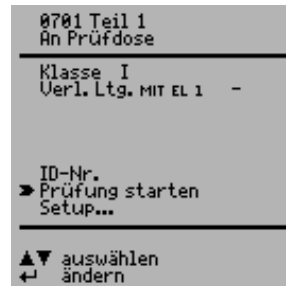 0701 Teil 1
An Prüfdose
Klasse I
Verl. Ltg. MIT EL 1 -
ID-Nr.
Prüfung starten
Setup...
▲▼ auswählen
↵ ändern